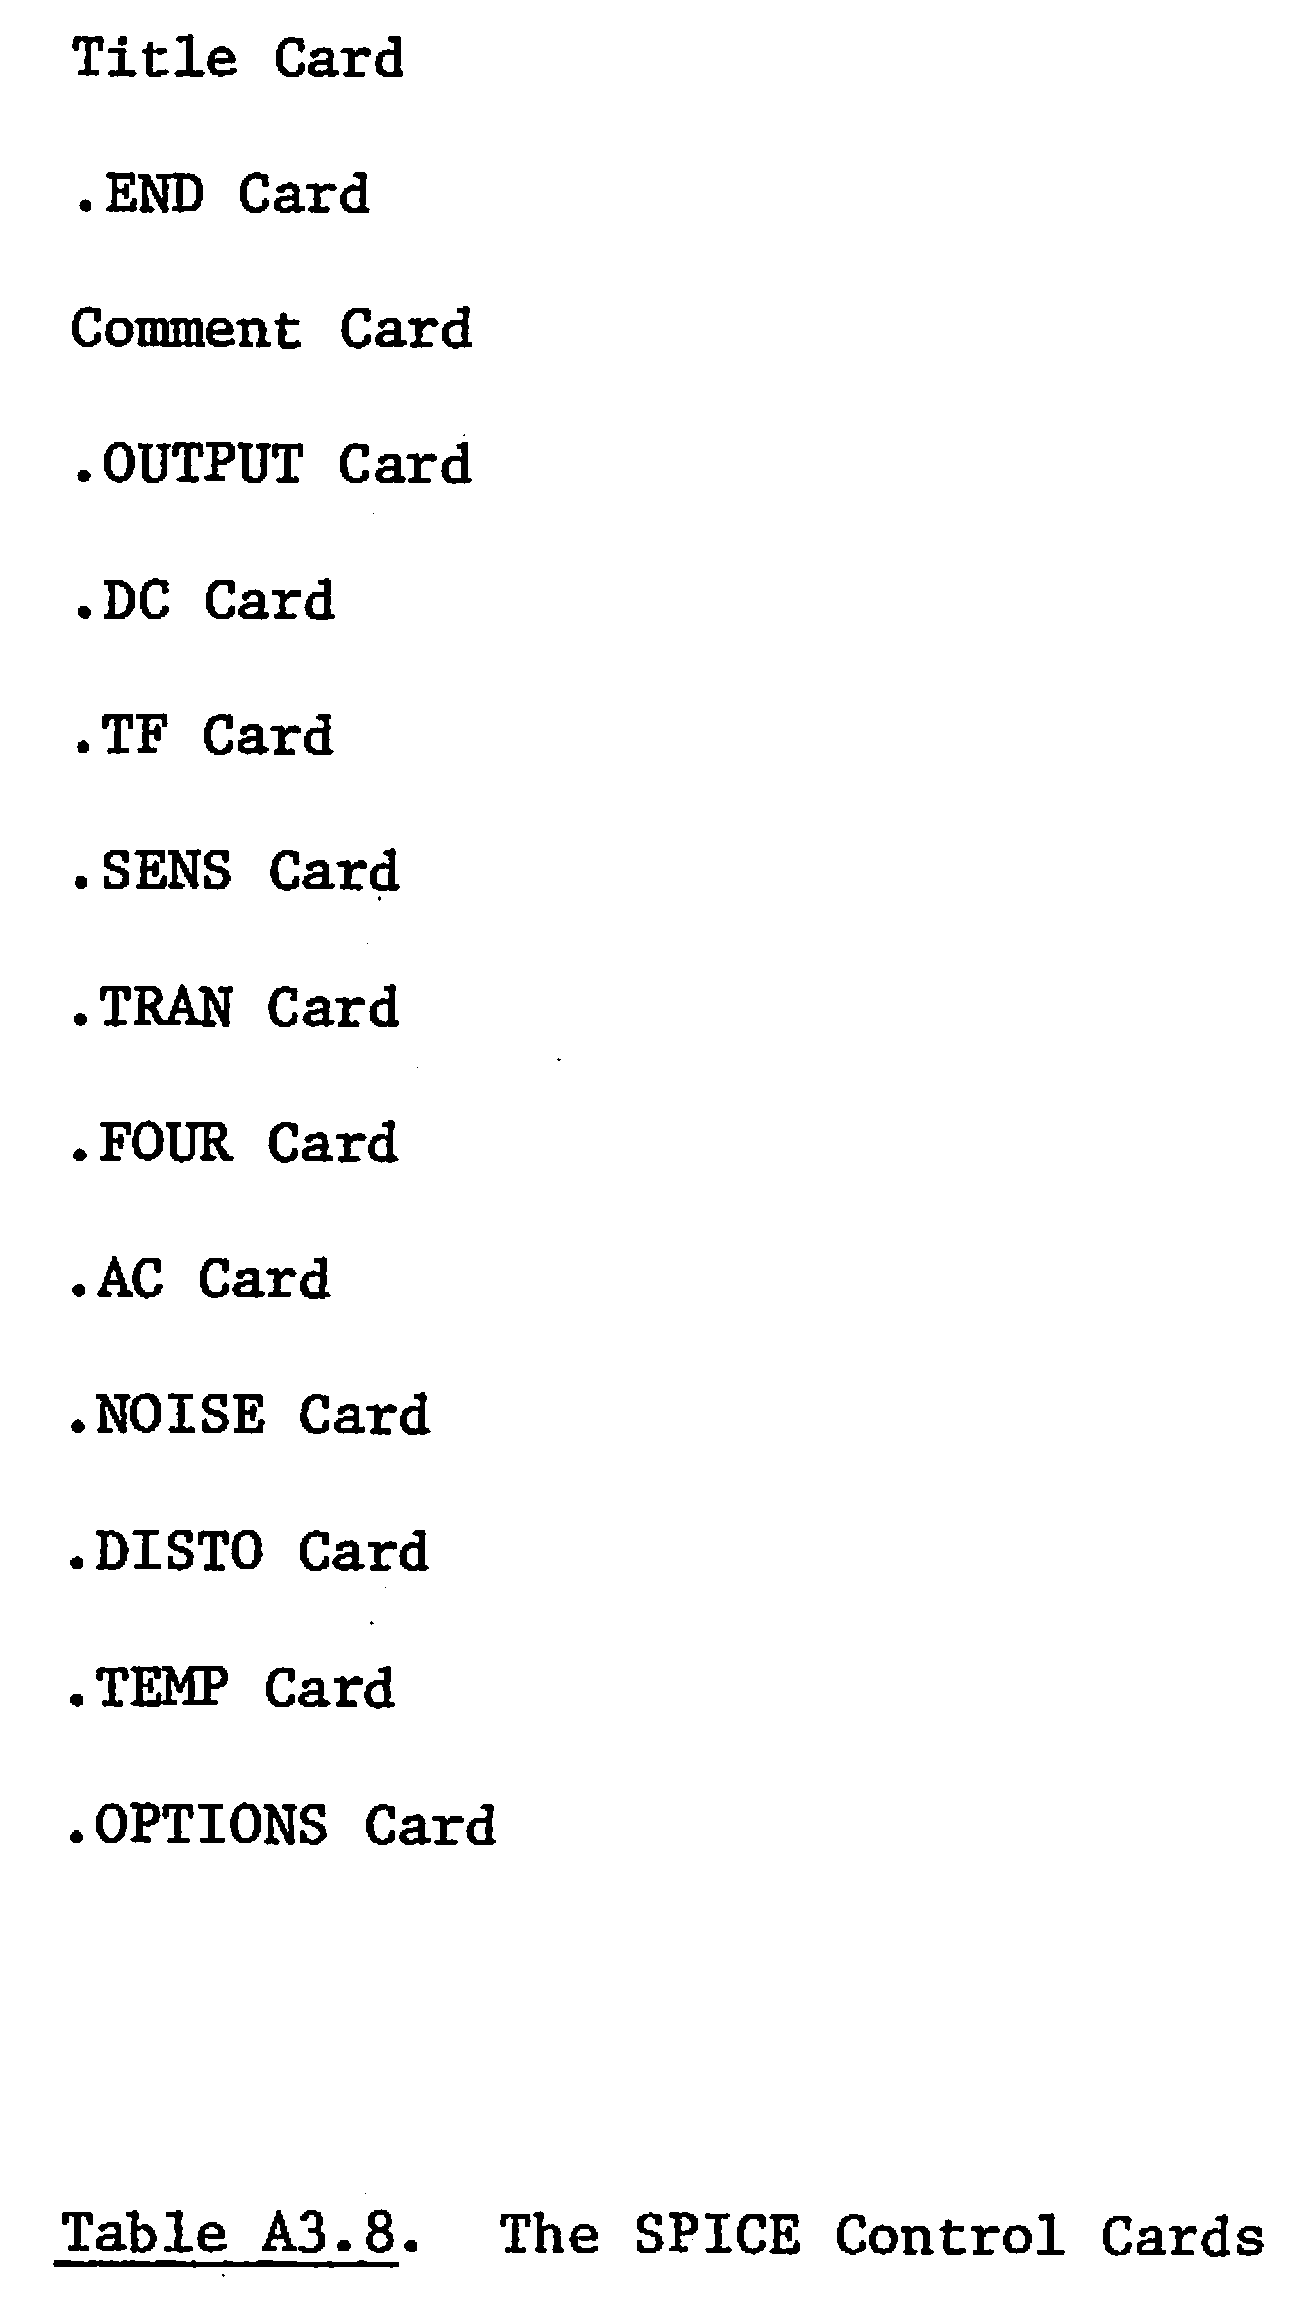 Title Card
.END Card
Comment Card
.OUTPUT Card
.DC Card
.TF Card
.SENS Card
.TRAN Card
.FOUR Card
.AC Card
.NOISE Card
.DISTO Card
.TEMP Card
.OPTIONS Card
Table A3.8. The SPICE Control Cards